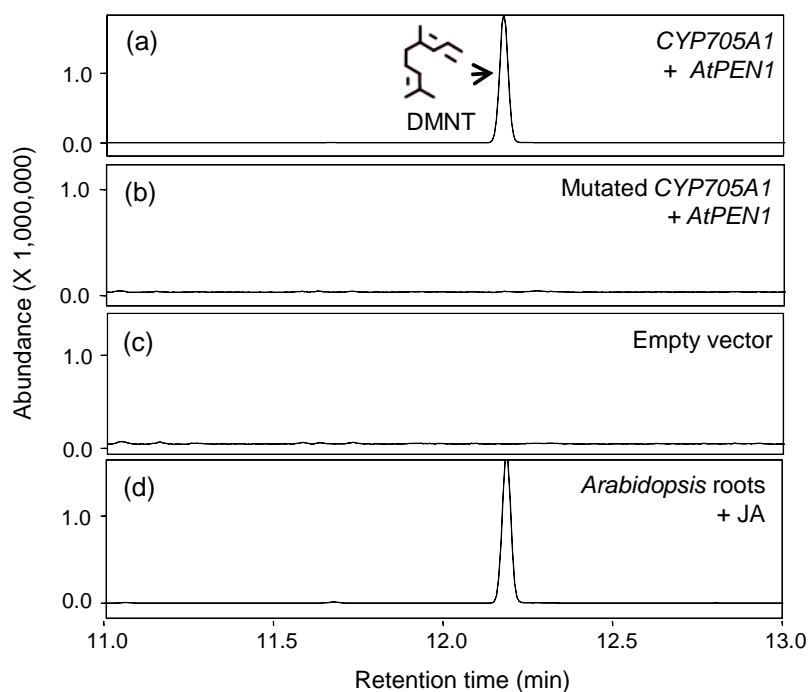 (a)
CYP705A1
+ AtPEN1
1.0
DMNT
0.0
(b)
Mutated CYP705A1
+ AtPEN1
1.0
0.0
(c)
Empty vector
1.0
0.0
(d)
Arabidopsis roots
+ JA
1.0
0.0
11.0 11.5 12.0 12.5 13.0
Retention time (min)
Abundance (X 1,000,000)